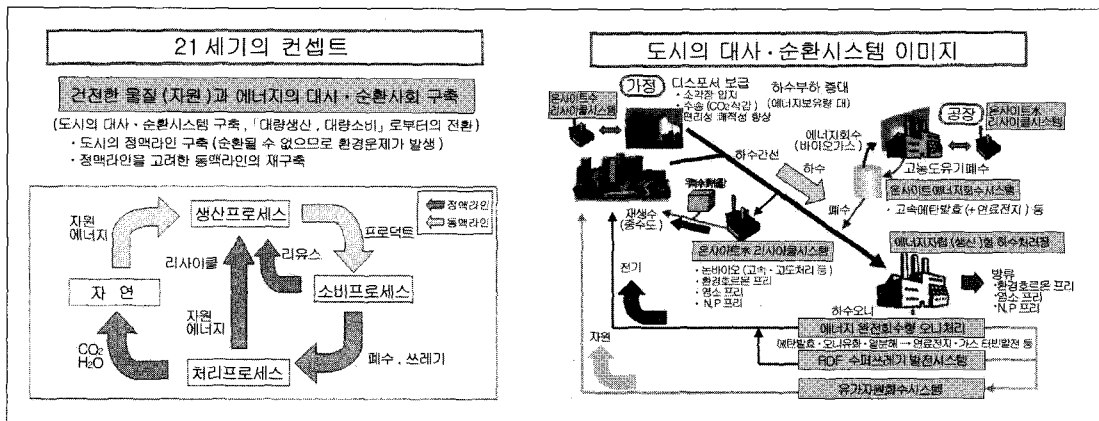 21세기의 컨셉트
건전한 물질(자원)과 에너지의 대사·순환사회 구축
(도시의 대사·순환시스템 구축,「대량생산, 대량소비」로부터의 전환)
·도시의 정맥라인 구축(순환될 수 없으므로 환경문제가 발생)
·정맥라인을 고려한 동맥라인의 재구축
정맥라인
동맥라인
자원
에너지
생산프로세스
프로덕트
리사이클
리유스
자 연
소비프로세스
자원
에너지
CO₂
H₂O
처리프로세스
폐수, 쓰레기
도시의 대사·순환시스템 이미지
가정
디스포서 보급
·소각장 입지
·수송(CO₂삭감)
·편리성 쾌적성 향상
하수부하 증대
(에너지보유량 대)
온사이트수
리사이클시스템
공장
온사이트水
리사이클시스템
에너지회수
(바이오가스)
하수간선
하수
고농도유기폐수
온사이트에너지회수시스템
·고속메탄발효(+연료전지) 등
폐수
재생수
(중수도)
온사이트水 리사이클시스템
·논바이오(고속·고도처리 등)
·환경호르몬 프리
·염소 프리
·N,P 프리
에너지자립(생산)형 하수처리장
방류
·환경호르몬 프리
·염소 프리
·N,P 프리
전기
하수오니
에너지 완전회수형 오니처리
메탄발효·오니유화·열분해→연료전지·가스 터빈발전 등
자원
RDF 수퍼쓰레기 발전시스템
유가자원회수시스템